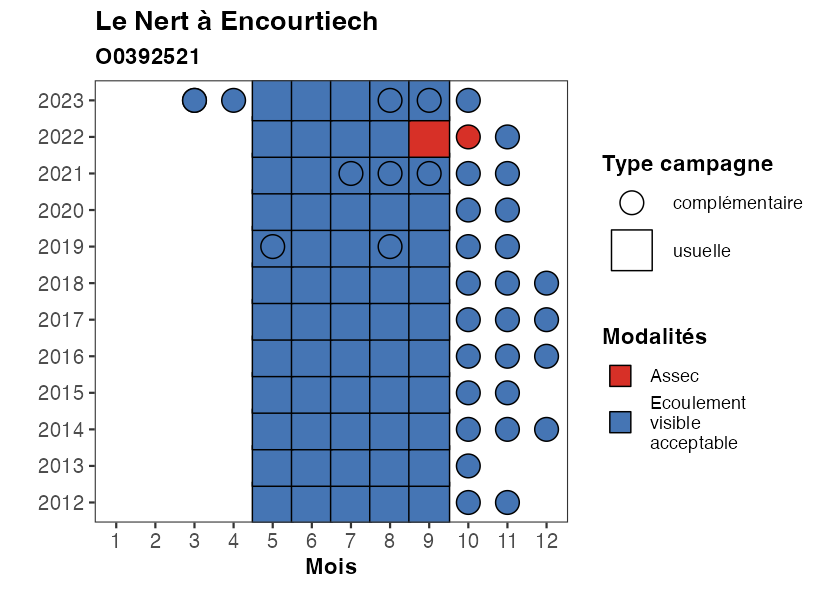 Le Nert à Encourtiech
O0392521
2023
2022
2021
2020
2019
2018
2017
2016
2015
2014
2013
2012
1 2 3 4 5 6 7 8 9 10 11 12
Mois
Type campagne
complémentaire
usuelle
Modalités
Assec
Ecoulement
visible
acceptable